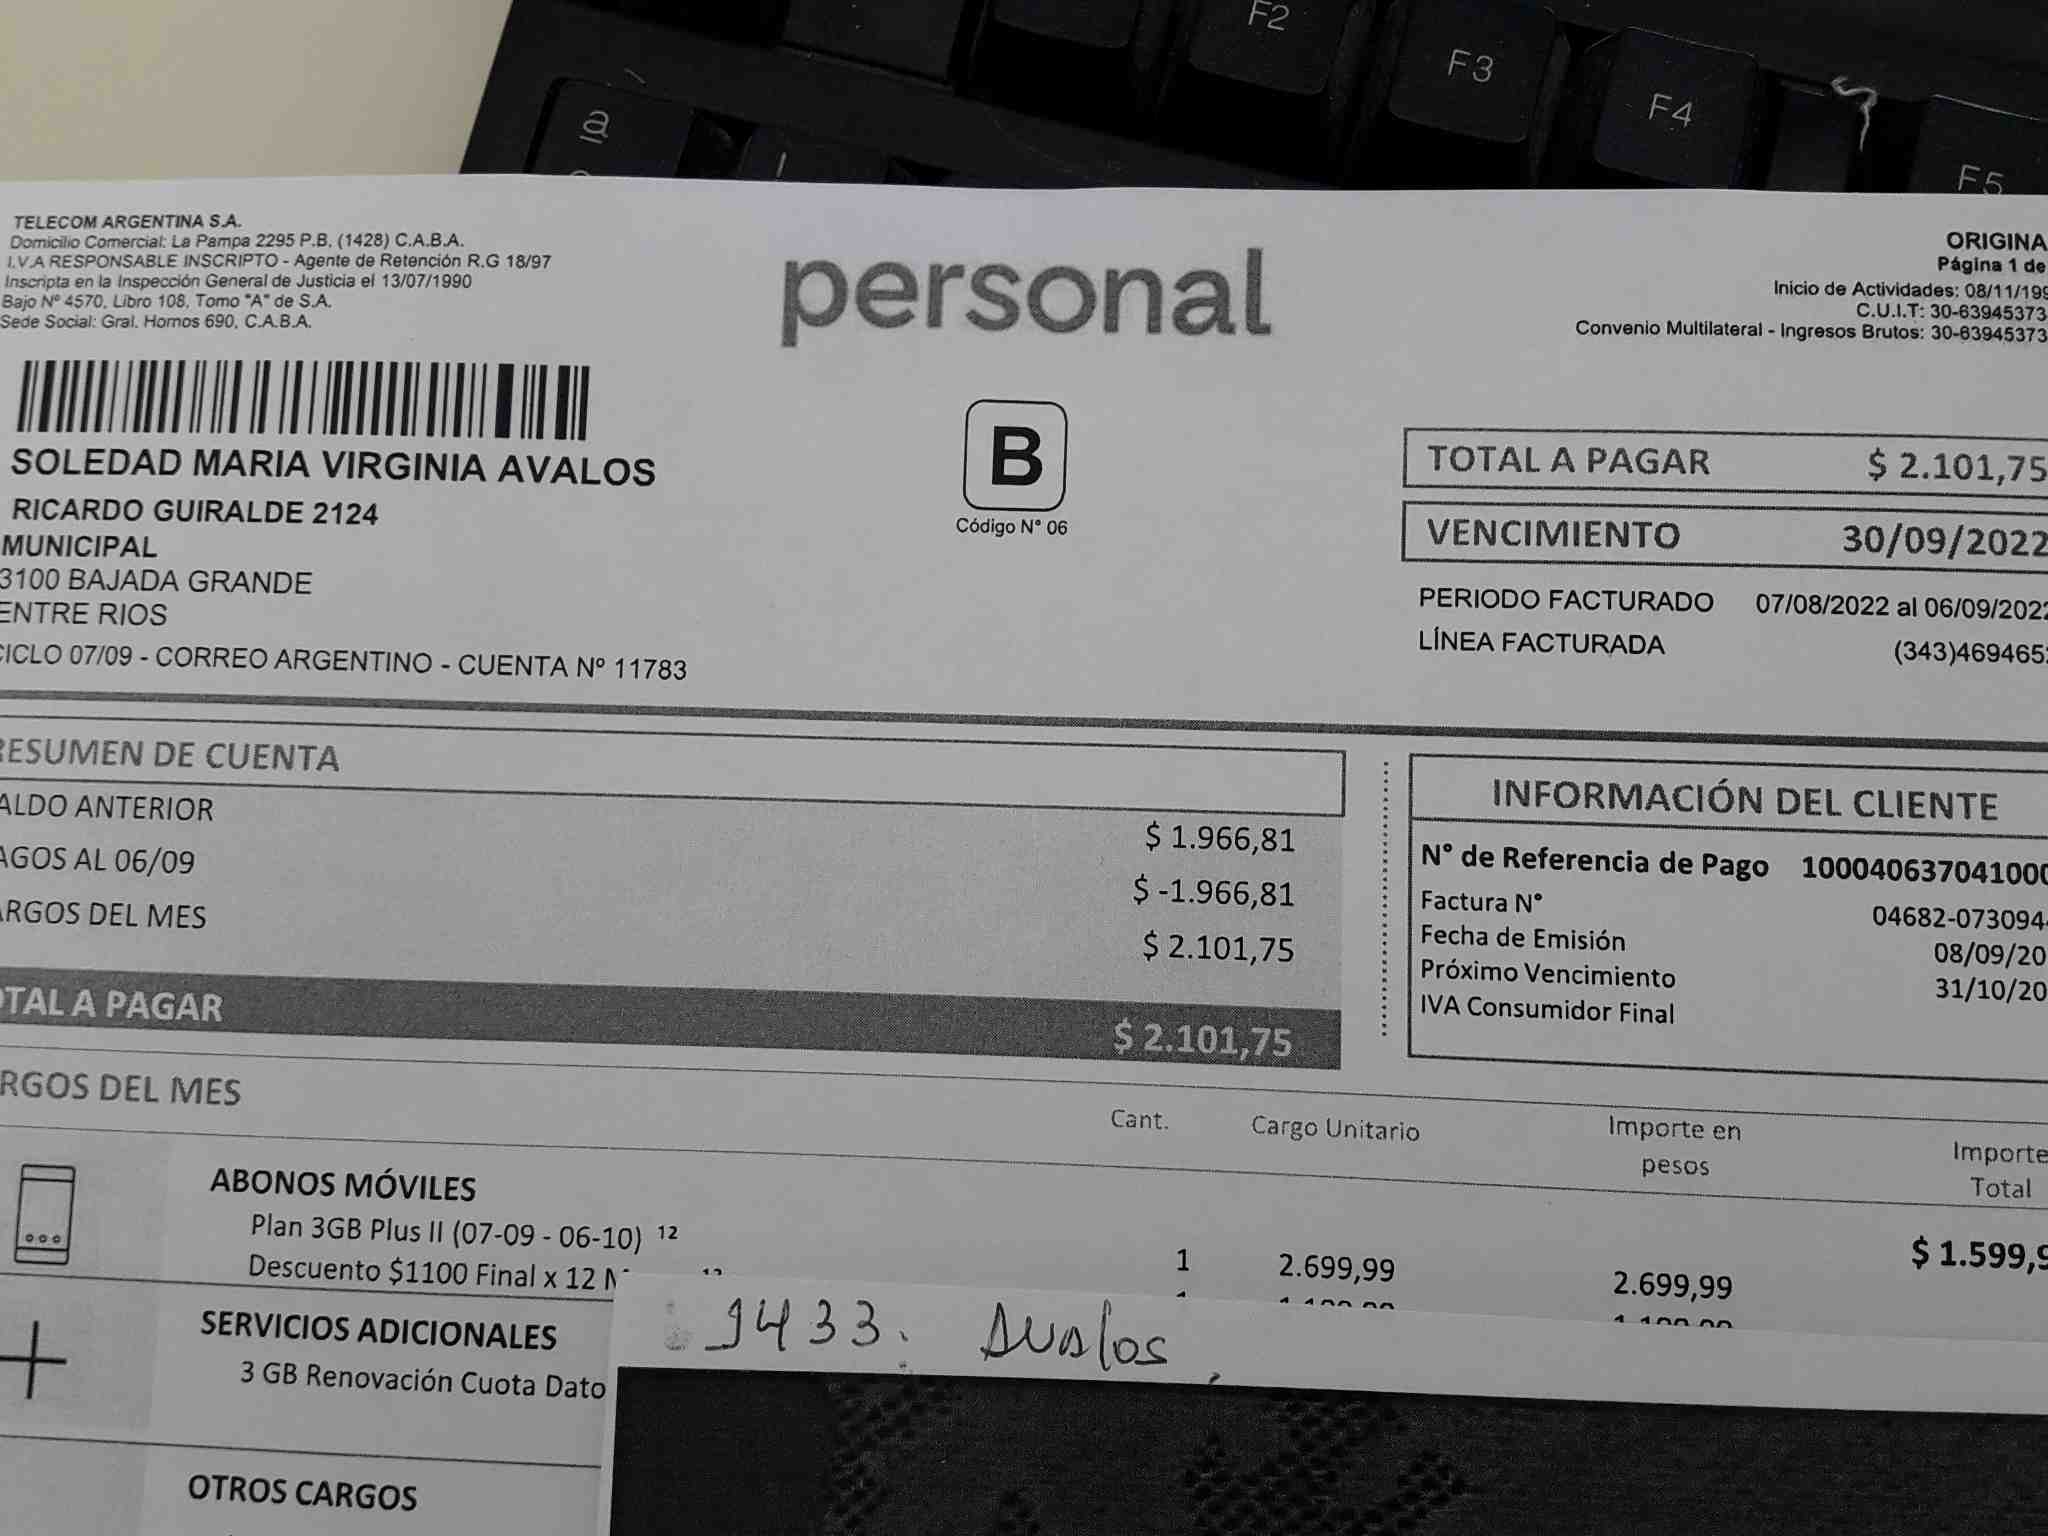 F2
F3
F4
F5
a
TELECOM ARGENTINA S.A.
Domicilio Comercial: La Pampa 2295 P.B. (1428) C.A.B.A.
I.V.A RESPONSABLE INSCRIPTO - Agente de Retención R.G 18/97
Inscripta en la Inspección General de Justicia el 13/07/1990
Bajo Nº 4570, Libro 108, Tomo "A" de S.A.
Sede Social: Gral. Hornos 690, C.A.B.A.
personal
ORIGINA
Página 1 de
Inicio de Actividades: 08/11/199
C.U.I.T: 30-63945373
Convenio Multilateral - Ingresos Brutos: 30-63945373
B
Código N° 06
SOLEDAD MARIA VIRGINIA AVALOS
RICARDO GUIRALDE 2124
MUNICIPAL
3100 BAJADA GRANDE
ENTRE RIOS
CICLO 07/09 - CORREO ARGENTINO - CUENTA Nº 11783
TOTAL A PAGAR $ 2.101,75
VENCIMIENTO 30/09/2022
PERIODO FACTURADO 07/08/2022 al 06/09/2022
LÍNEA FACTURADA (343)469465
RESUMEN DE CUENTA
ALDO ANTERIOR $ 1.966,81
AGOS AL 06/09 $ -1.966,81
ARGOS DEL MES $ 2.101,75
OTAL A PAGAR $ 2.101,75
INFORMACIÓN DEL CLIENTE
N° de Referencia de Pago 100040637041000
Factura N° 04682-073094
Fecha de Emisión 08/09/20
Próximo Vencimiento 31/10/20
IVA Consumidor Final
RGOS DEL MES
Cant. Cargo Unitario Importe en pesos Importe Total
ABONOS MÓVILES $ 1.599,9
Plan 3GB Plus II (07-09 - 06-10) ¹² 1 2.699,99 2.699,99
Descuento $1100 Final x 12
SERVICIOS ADICIONALES
3 GB Renovación Cuota Dato
OTROS CARGOS
9433. Avalos